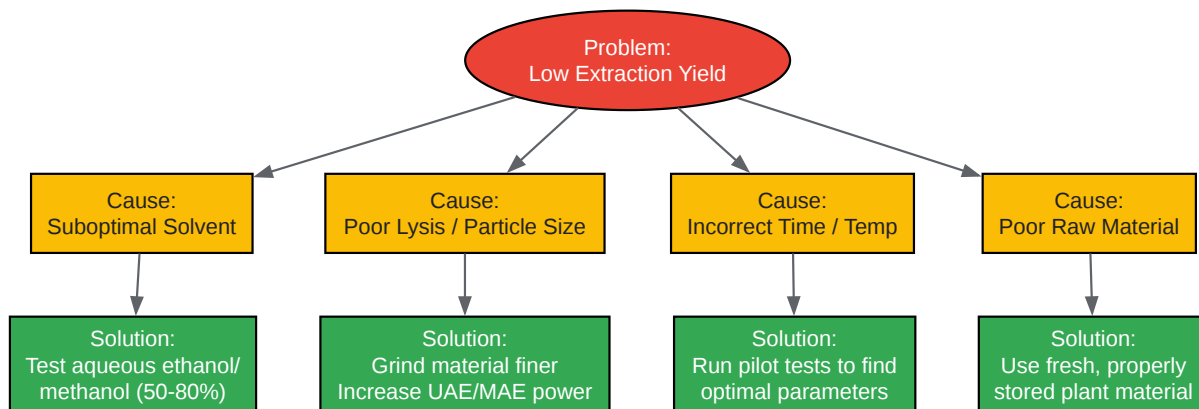 Problem:
Low Extraction Yield
Cause:
Suboptimal Solvent
Cause:
Poor Lysis / Particle Size
Cause:
Incorrect Time / Temp
Cause:
Poor Raw Material
Solution:
Test aqueous ethanol/
methanol (50-80%)
Solution:
Grind material finer
Increase UAE/MAE power
Solution:
Run pilot tests to find
optimal parameters
Solution:
Use fresh, properly
stored plant material